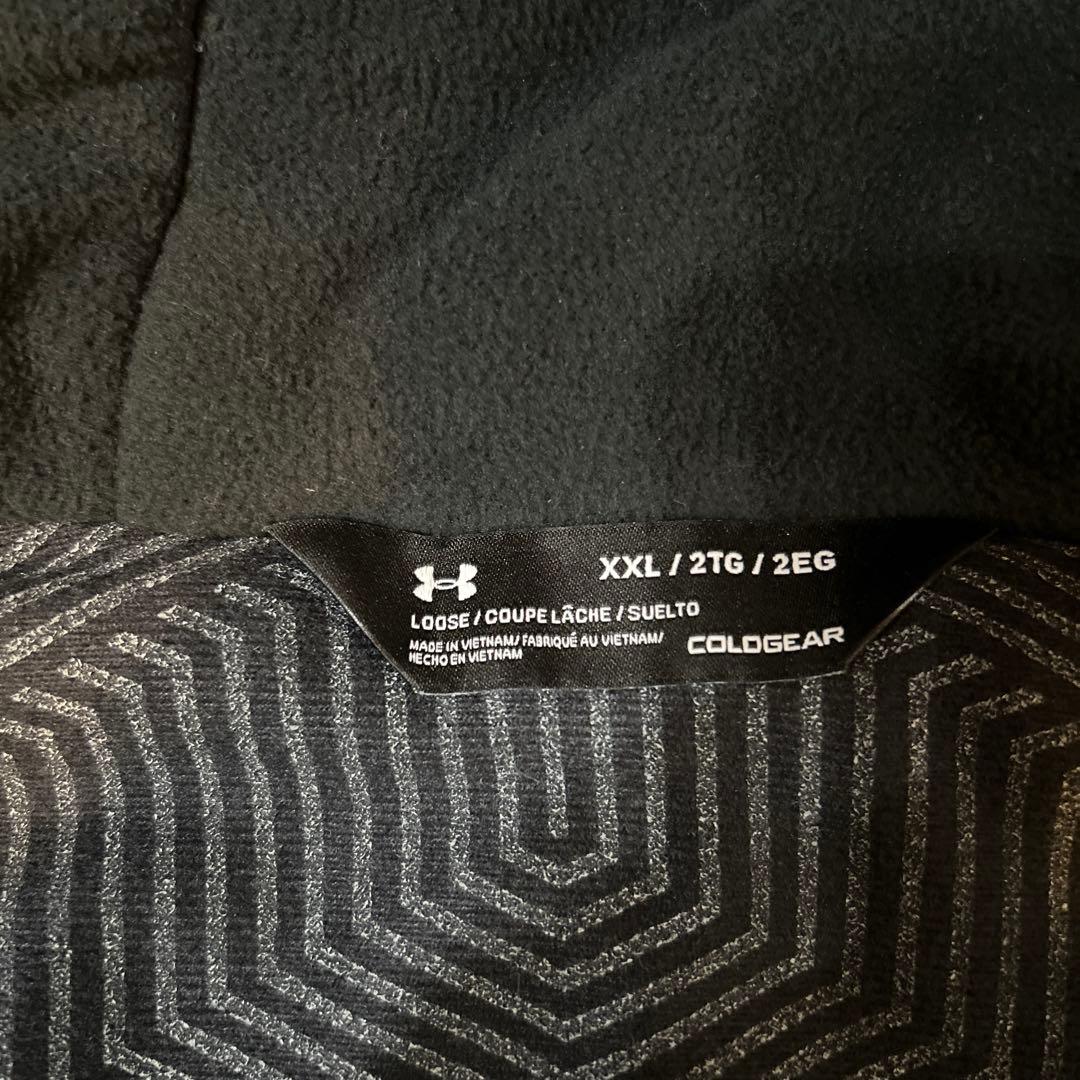 XXL / 2TG / 2EG
LOOSE / COUPE LÂCHE / SUELTO
MADE IN VIETNAM/ FABRIQUÉ AU VIETNAM/
HECHO EN VIETNAM
COLDGEAR